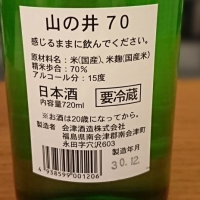 山の井 70
感じるままに飲んでください。
原材料名：米(国産)、米麹(国産米)
精米歩合：70%
アルコール分：15度
日本酒
内容量720ml
要冷蔵
※お酒は20歳になってから。
製造者 会津酒造株式会社
福島県南会津郡南会津町
永田字穴沢603
製造年月
30.12
4 938599 001206